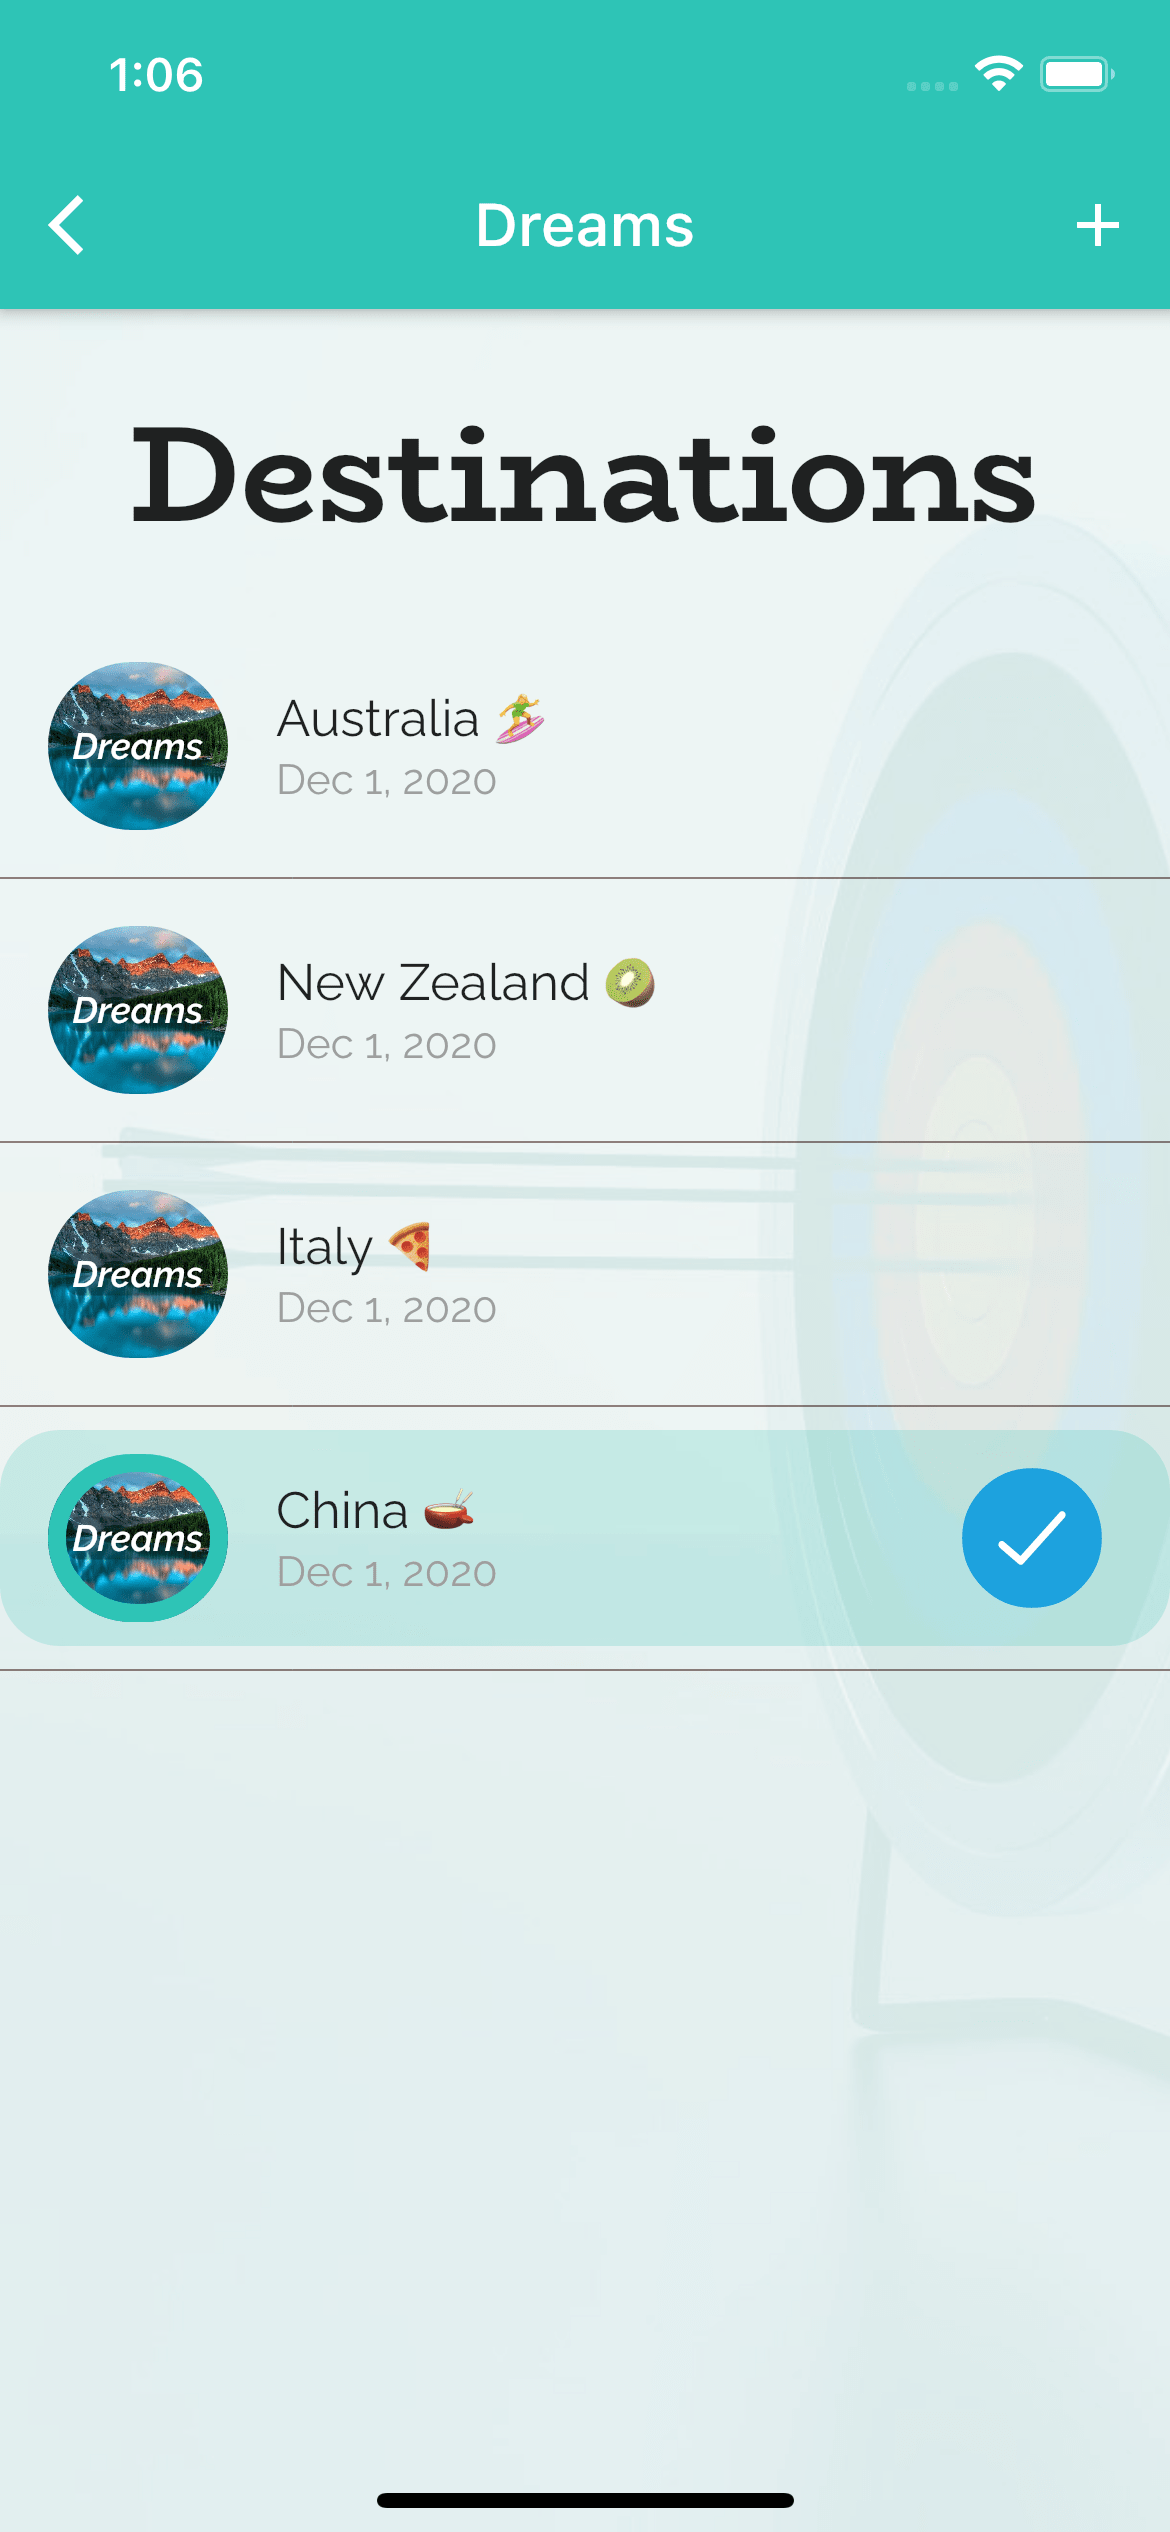 1:06
Dreams
Destinations
Dreams
Australia 🏄
Dec 1, 2020
Dreams
New Zealand 🥝
Dec 1, 2020
Dreams
Italy 🍕
Dec 1, 2020
Dreams
China 🥣
Dec 1, 2020